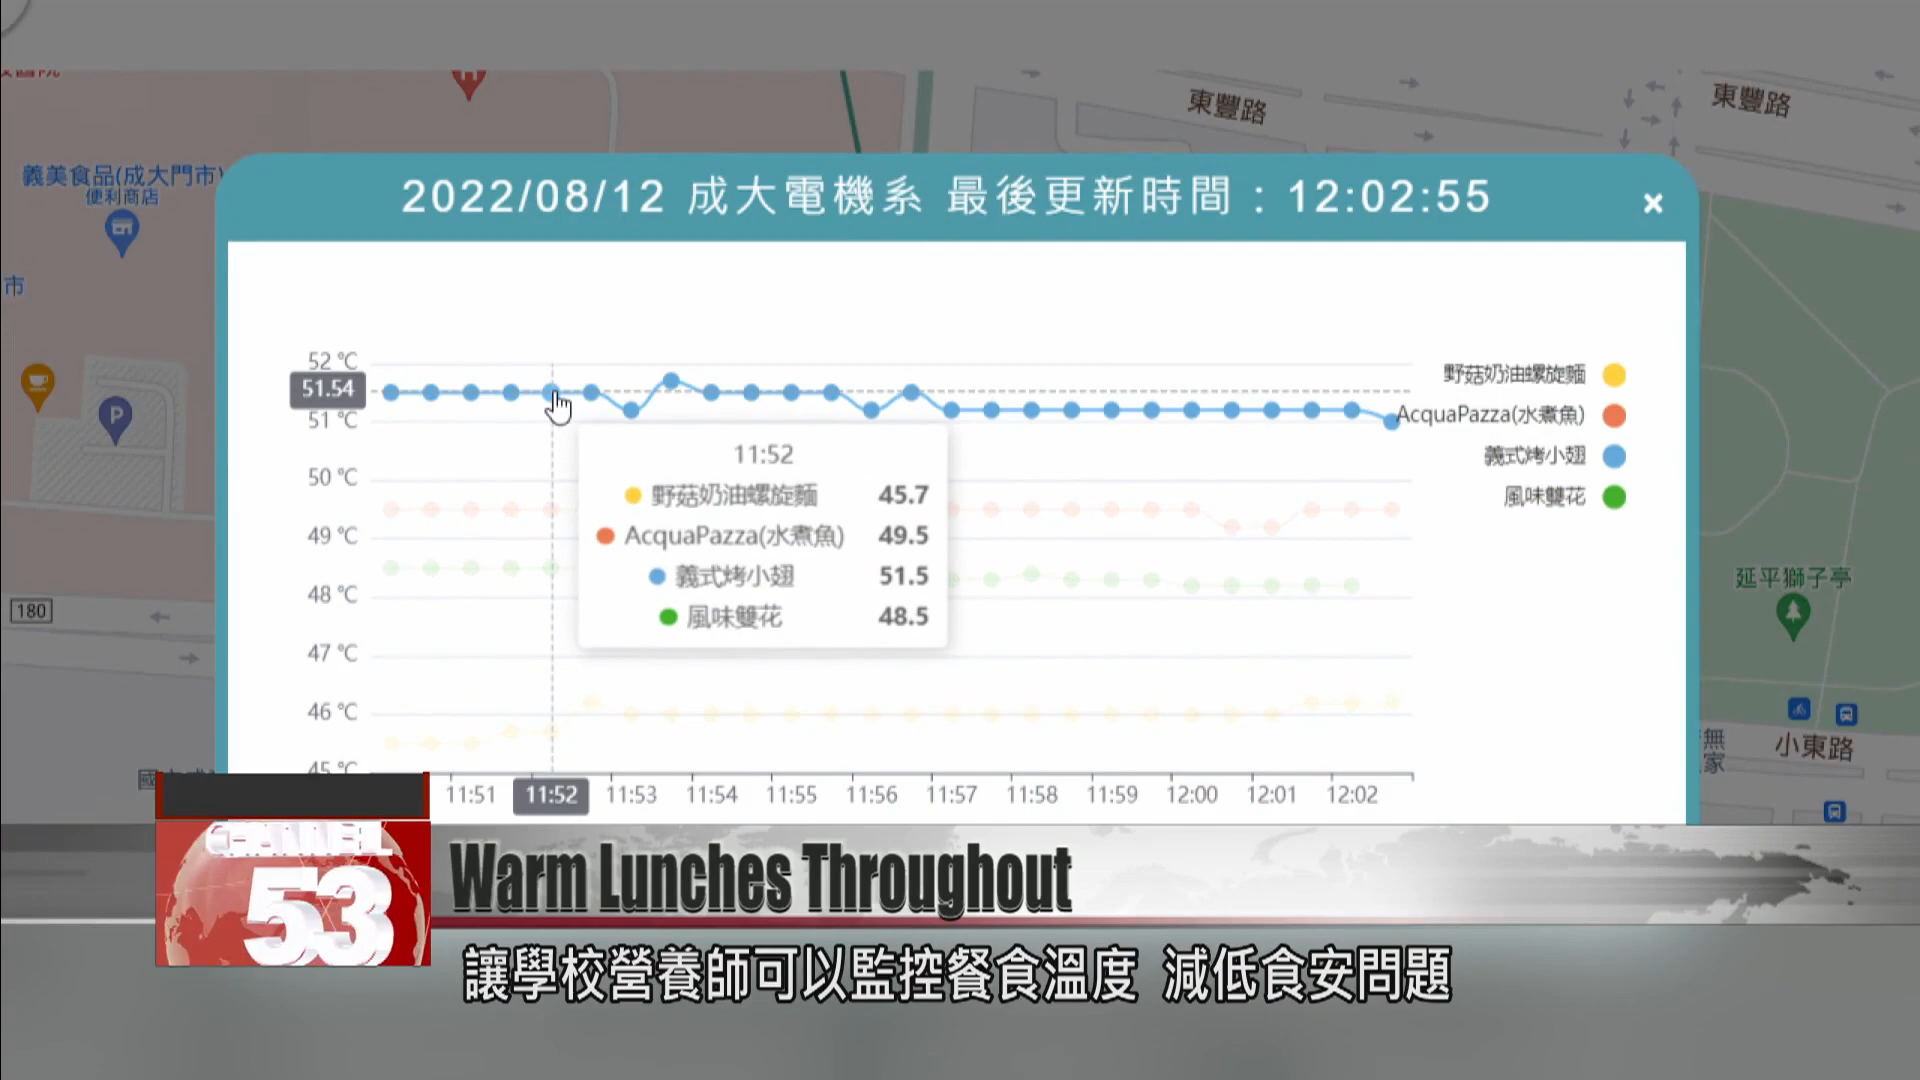 東豐路
東豐路
義美食品(成大門市)
便利商店
市
2022/08/12 成大電機系 最後更新時間：12:02:55
×
52 °C
51.54
51 °C
50 °C
49 °C
48 °C
47 °C
46 °C
45 °C
野菇奶油螺旋麵
AcquaPazza(水煮魚)
義式烤小翅
風味雙花
11:52
野菇奶油螺旋麵 45.7
AcquaPazza(水煮魚) 49.5
義式烤小翅 51.5
風味雙花 48.5
P
180
延平獅子亭
小東路
11:51 11:52 11:53 11:54 11:55 11:56 11:57 11:58 11:59 12:00 12:01 12:02
CHANNEL
53
Warm Lunches Throughout
讓學校營養師可以監控餐食溫度 減低食安問題